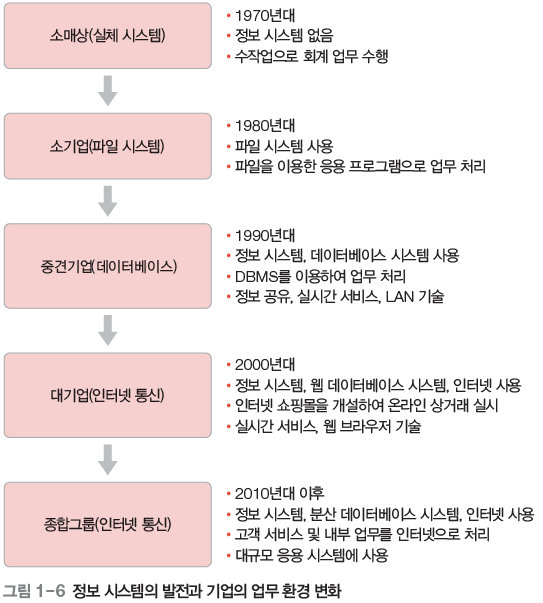 소매상(실체 시스템)
• 1970년대
• 정보 시스템 없음
• 수작업으로 회계 업무 수행
소기업(파일 시스템)
• 1980년대
• 파일 시스템 사용
• 파일을 이용한 응용 프로그램으로 업무 처리
중견기업(데이터베이스)
• 1990년대
• 정보 시스템, 데이터베이스 시스템 사용
• DBMS를 이용하여 업무 처리
• 정보 공유, 실시간 서비스, LAN 기술
대기업(인터넷 통신)
• 2000년대
• 정보 시스템, 웹 데이터베이스 시스템, 인터넷 사용
• 인터넷 쇼핑몰을 개설하여 온라인 상거래 실시
• 실시간 서비스, 웹 브라우저 기술
종합그룹(인터넷 통신)
• 2010년대 이후
• 정보 시스템, 분산 데이터베이스 시스템, 인터넷 사용
• 고객 서비스 및 내부 업무를 인터넷으로 처리
• 대규모 응용 시스템에 사용
그림 1-6 정보 시스템의 발전과 기업의 업무 환경 변화